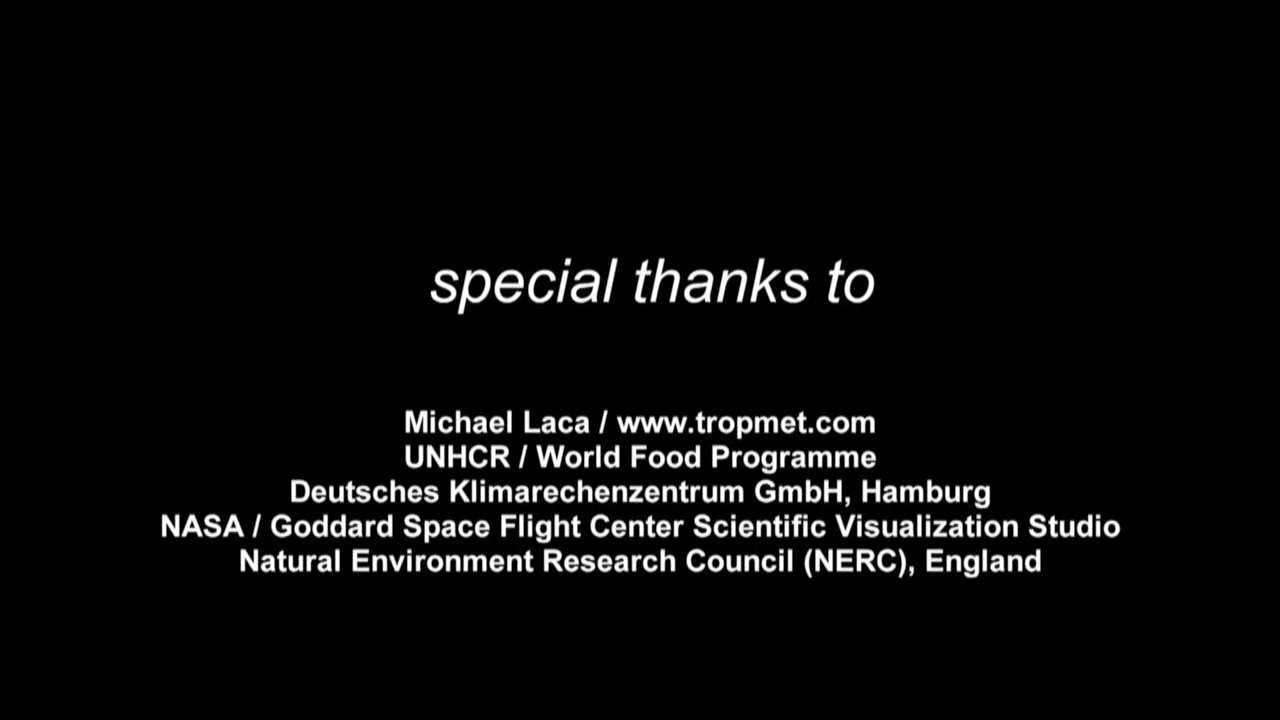 special thanks to
Michael Laca / www.tropmet.com
UNHCR / World Food Programme
Deutsches Klimarechenzentrum GmbH, Hamburg
NASA / Goddard Space Flight Center Scientific Visualization Studio
Natural Environment Research Council (NERC), England